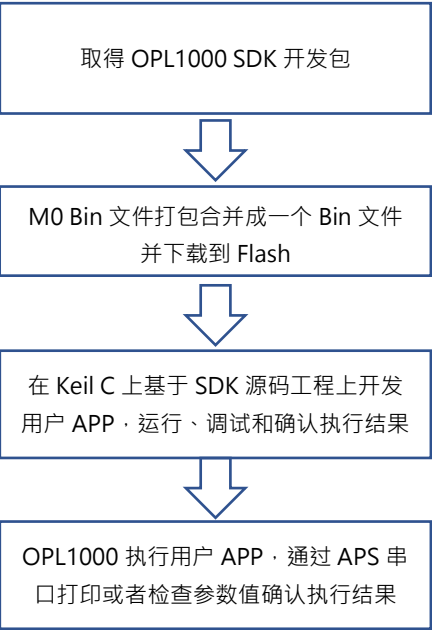 取得 OPL1000 SDK 开发包
M0 Bin 文件打包合并成一个 Bin 文件
并下载到 Flash
在 Keil C 上基于 SDK 源码工程上开发
用户 APP，运行、调试和确认执行结果
OPL1000 执行用户 APP，通过 APS 串
口打印或者检查参数值确认执行结果